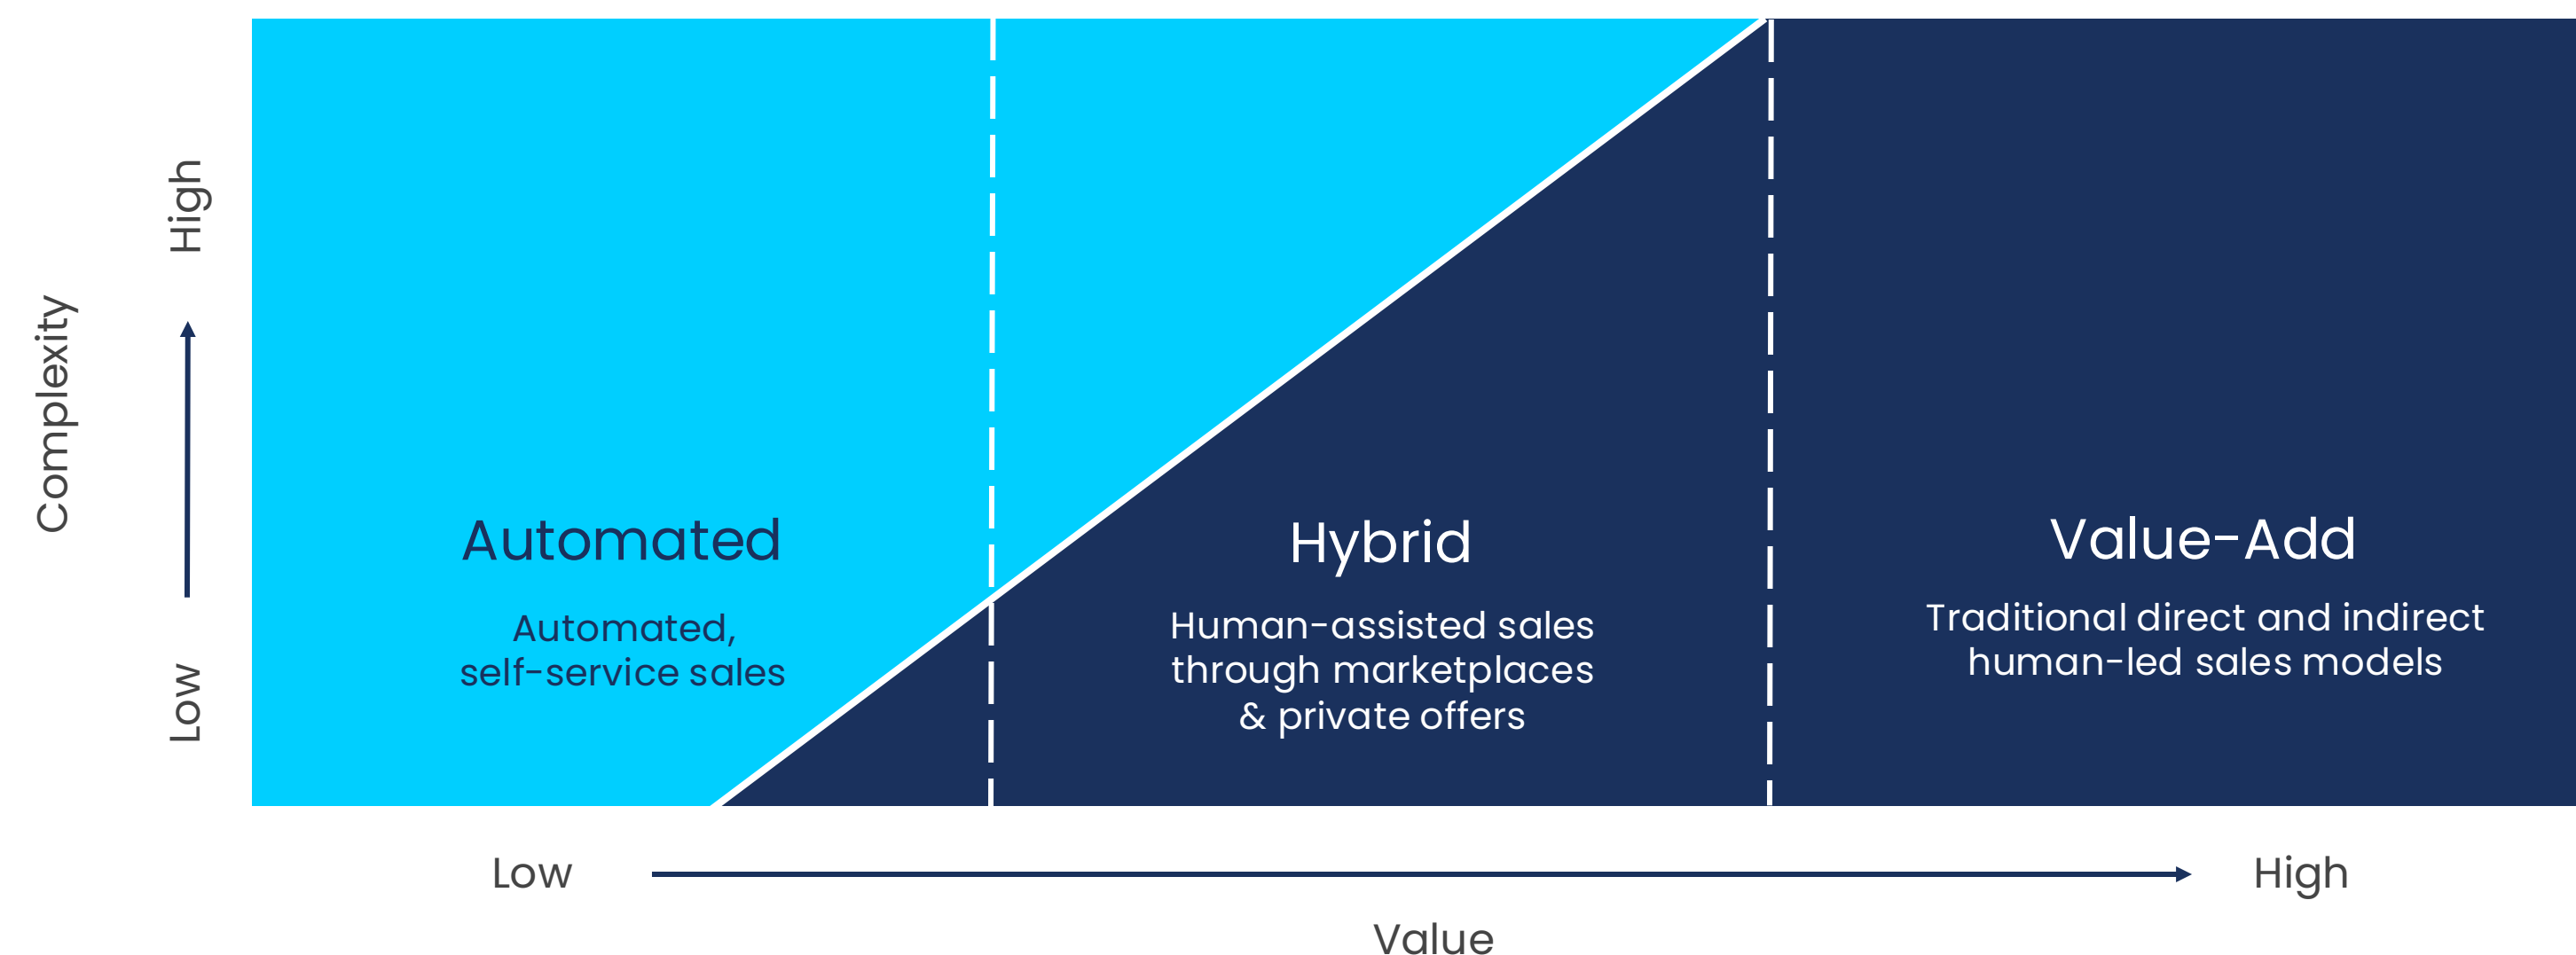 Complexity
High
Low
Automated
Automated,
self-service sales
Hybrid
Human-assisted sales
through marketplaces
& private offers
Value-Add
Traditional direct and indirect
human-led sales models
Low
High
Value